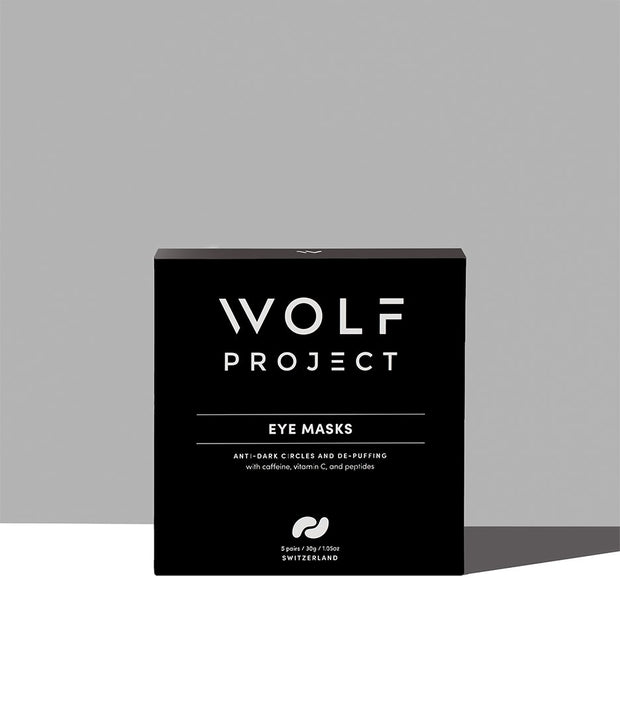 W
WOLF
PROJECT
EYE MASKS
ANTI-DARK CIRCLES AND DE-PUFFING
with caffeine, vitamin C, and peptides
5 pairs / 30g / 1.05oz
SWITZERLAND